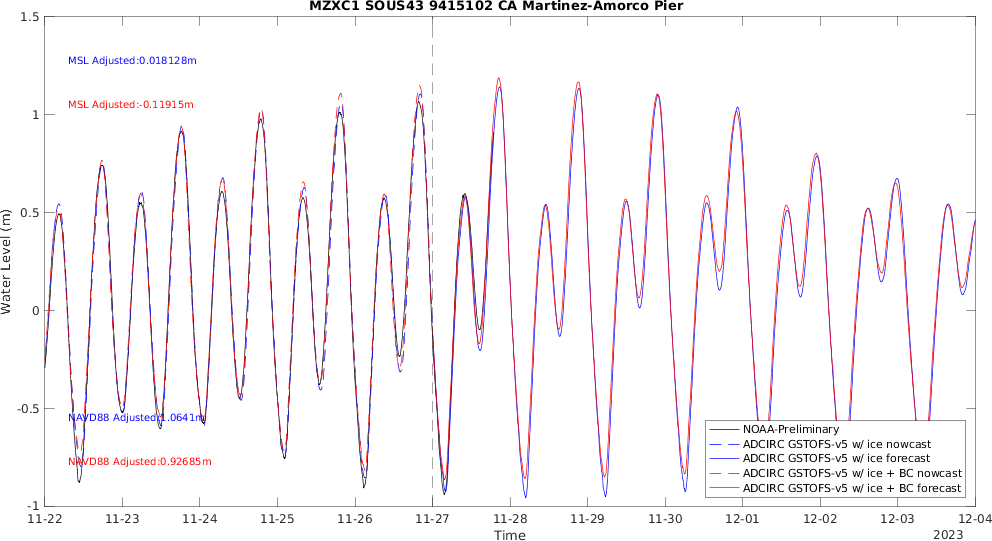 MZXC1 SOUS43 9415102 CA Martinez-Amorco Pier
1.5
1
0.5
0
-0.5
-1
Water Level (m)
MSL Adjusted:0.018128m
MSL Adjusted:-0.11915m
NAVD88 Adjusted:1.0641m
NAVD88 Adjusted:0.92685m
NOAA-Preliminary
ADCIRC GSTOFS-v5 w/ ice nowcast
ADCIRC GSTOFS-v5 w/ ice forecast
ADCIRC GSTOFS-v5 w/ ice + BC nowcast
ADCIRC GSTOFS-v5 w/ ice + BC forecast
11-22 11-23 11-24 11-25 11-26 11-27 11-28 11-29 11-30 12-01 12-02 12-03 12-04
Time
2023